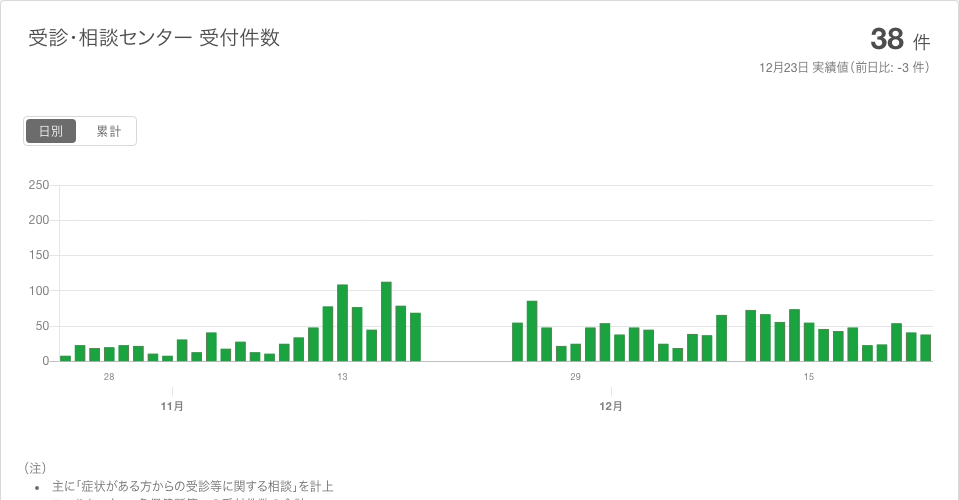 受診・相談センター 受付件数
38 件
12月23日 実績値（前日比: -3 件）
日別 累計
250
200
150
100
50
0
28 13 29 15
11月 12月
（注）
• 主に「症状がある方からの受診等に関する相談」を計上